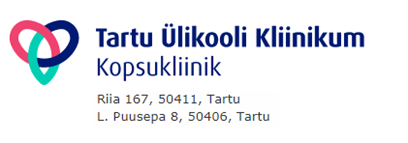 Tartu Ülikooli Kliinikum
Kopsukliinik
Riia 167, 50411, Tartu
L. Puusepa 8, 50406, Tartu